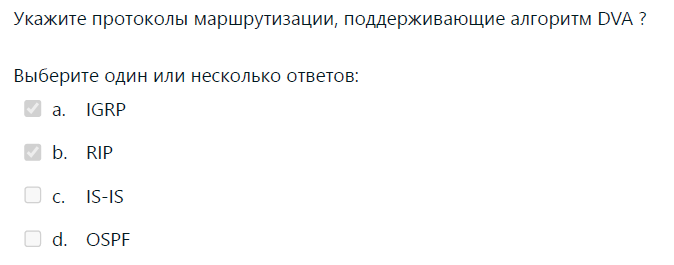 Укажите протоколы маршрутизации, поддерживающие алгоритм DVA ?
Выберите один или несколько ответов:
a. IGRP
b. RIP
c. IS-IS
d. OSPF